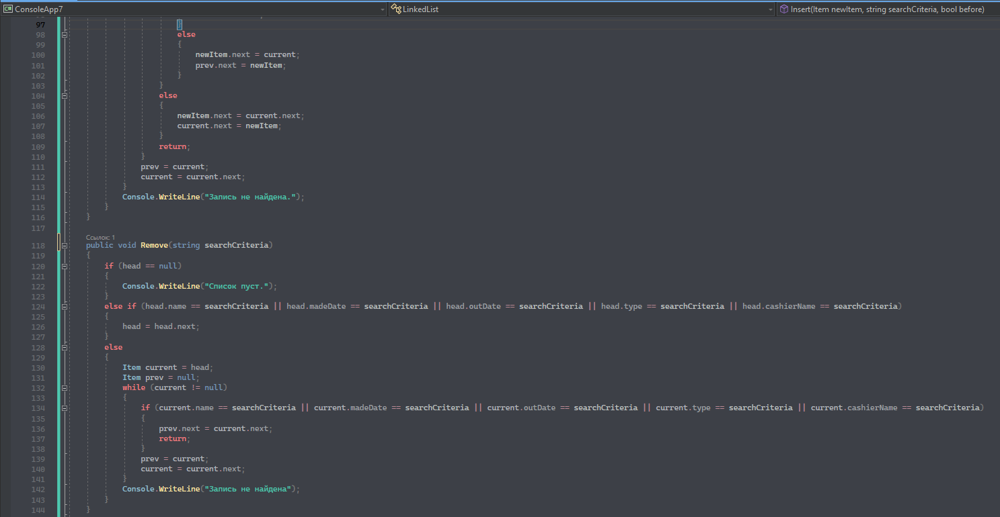 C# ConsoleApp7 LinkedList Insert(Item newItem, string searchCriteria, bool before)
97 }
98 else
99 {
100 newItem.next = current;
101 prev.next = newItem;
102 }
103 }
104 else
105 {
106 newItem.next = current.next;
107 current.next = newItem;
108 }
109 return;
110 }
111 prev = current;
112 current = current.next;
113 }
114 Console.WriteLine("Запись не найдена.");
115 }
116 }
117
Ссылок: 1
118 public void Remove(string searchCriteria)
119 {
120 if (head == null)
121 {
122 Console.WriteLine("Список пуст.");
123 }
124 else if (head.name == searchCriteria || head.madeDate == searchCriteria || head.outDate == searchCriteria || head.type == searchCriteria || head.cashierName == searchCriteria)
125 {
126 head = head.next;
127 }
128 else
129 {
130 Item current = head;
131 Item prev = null;
132 while (current != null)
133 {
134 if (current.name == searchCriteria || current.madeDate == searchCriteria || current.outDate == searchCriteria || current.type == searchCriteria || current.cashierName == searchCriteria)
135 {
136 prev.next = current.next;
137 return;
138 }
139 prev = current;
140 current = current.next;
141 }
142 Console.WriteLine("Запись не найдена");
143 }
144 }